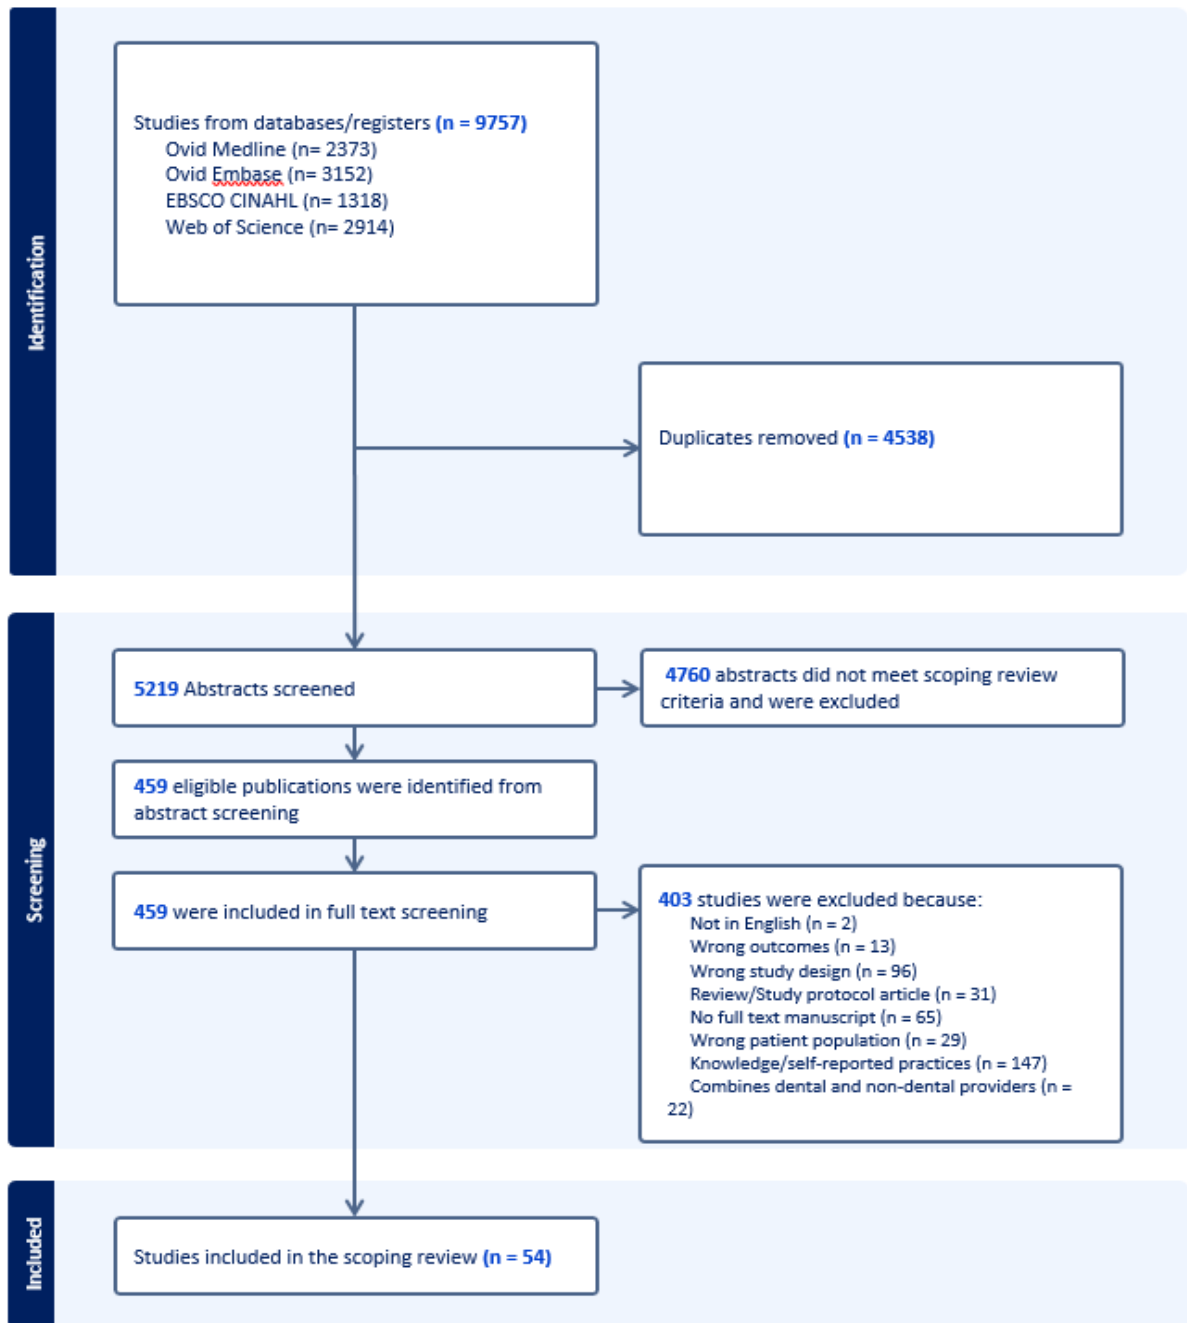 Identification
Studies from databases/registers (n = 9757)
Ovid Medline (n= 2373)
Ovid Embase (n= 3152)
EBSCO CINAHL (n= 1318)
Web of Science (n= 2914)
Duplicates removed (n = 4538)
Screening
5219 Abstracts screened
4760 abstracts did not meet scoping review
criteria and were excluded
459 eligible publications were identified from
abstract screening
459 were included in full text screening
403 studies were excluded because:
Not in English (n = 2)
Wrong outcomes (n = 13)
Wrong study design (n = 96)
Review/Study protocol article (n = 31)
No full text manuscript (n = 65)
Wrong patient population (n = 29)
Knowledge/self-reported practices (n = 147)
Combines dental and non-dental providers (n =
22)
Included
Studies included in the scoping review (n = 54)